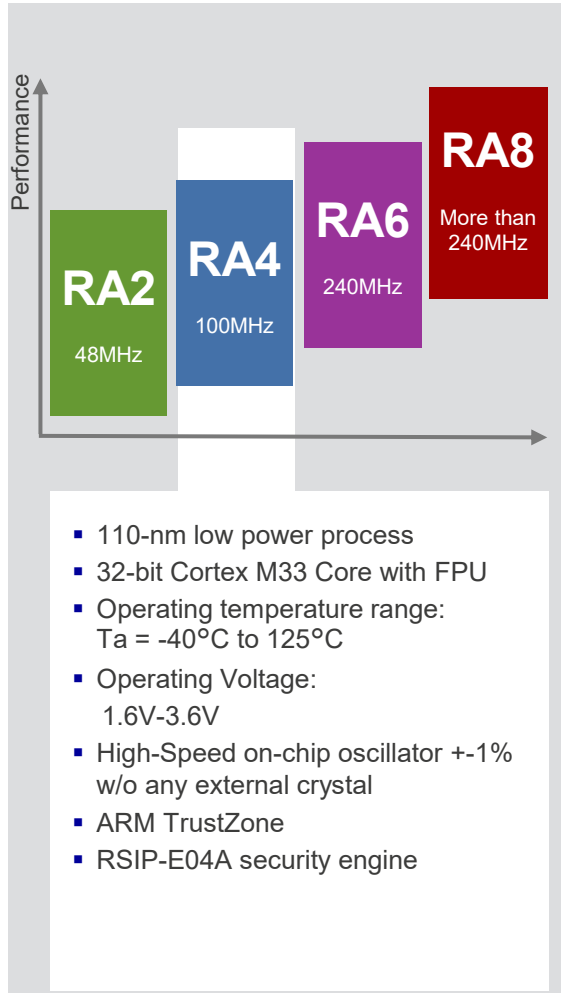 Performance
RA2
48MHz
RA4
100MHz
RA6
240MHz
RA8
More than
240MHz
▪ 110-nm low power process
▪ 32-bit Cortex M33 Core with FPU
▪ Operating temperature range:
Ta = -40°C to 125°C
▪ Operating Voltage:
1.6V-3.6V
▪ High-Speed on-chip oscillator +-1%
w/o any external crystal
▪ ARM TrustZone
▪ RSIP-E04A security engine